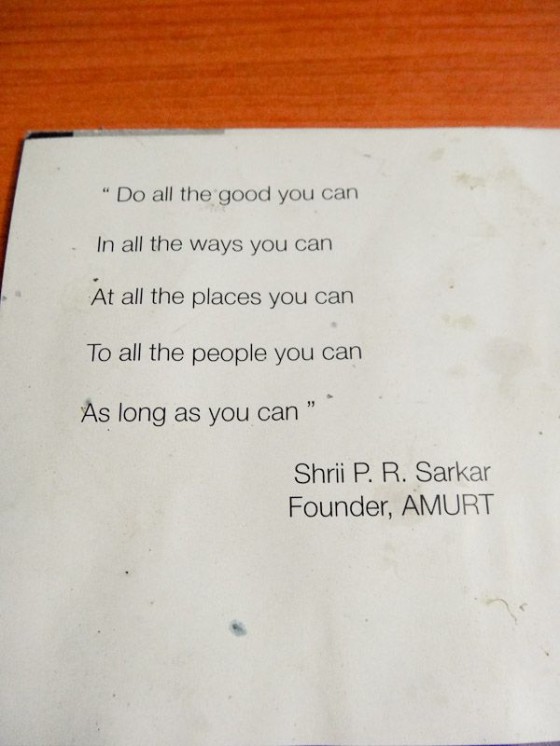 “ Do all the good you can
In all the ways you can
At all the places you can
To all the people you can
As long as you can ”
Shrii P. R. Sarkar
Founder, AMURT